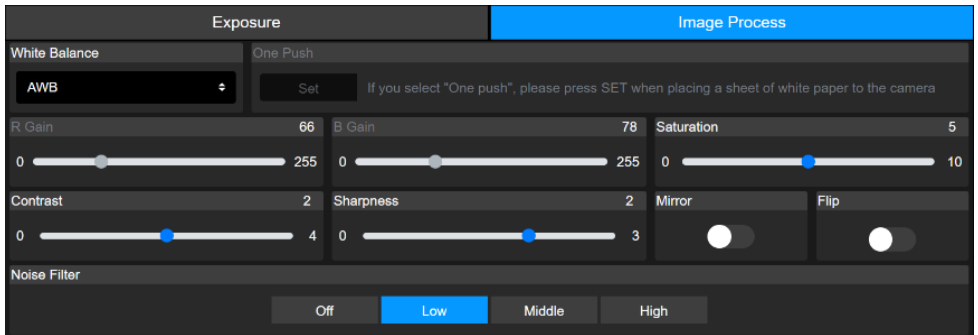 Exposure Image Process
White Balance One Push
AWB Set If you select "One push", please press SET when placing a sheet of white paper to the camera
R Gain 66 B Gain 78 Saturation 5
0 255 0 255 0 10
Contrast 2 Sharpness 2 Mirror Flip
0 4 0 3
Noise Filter
Off Low Middle High